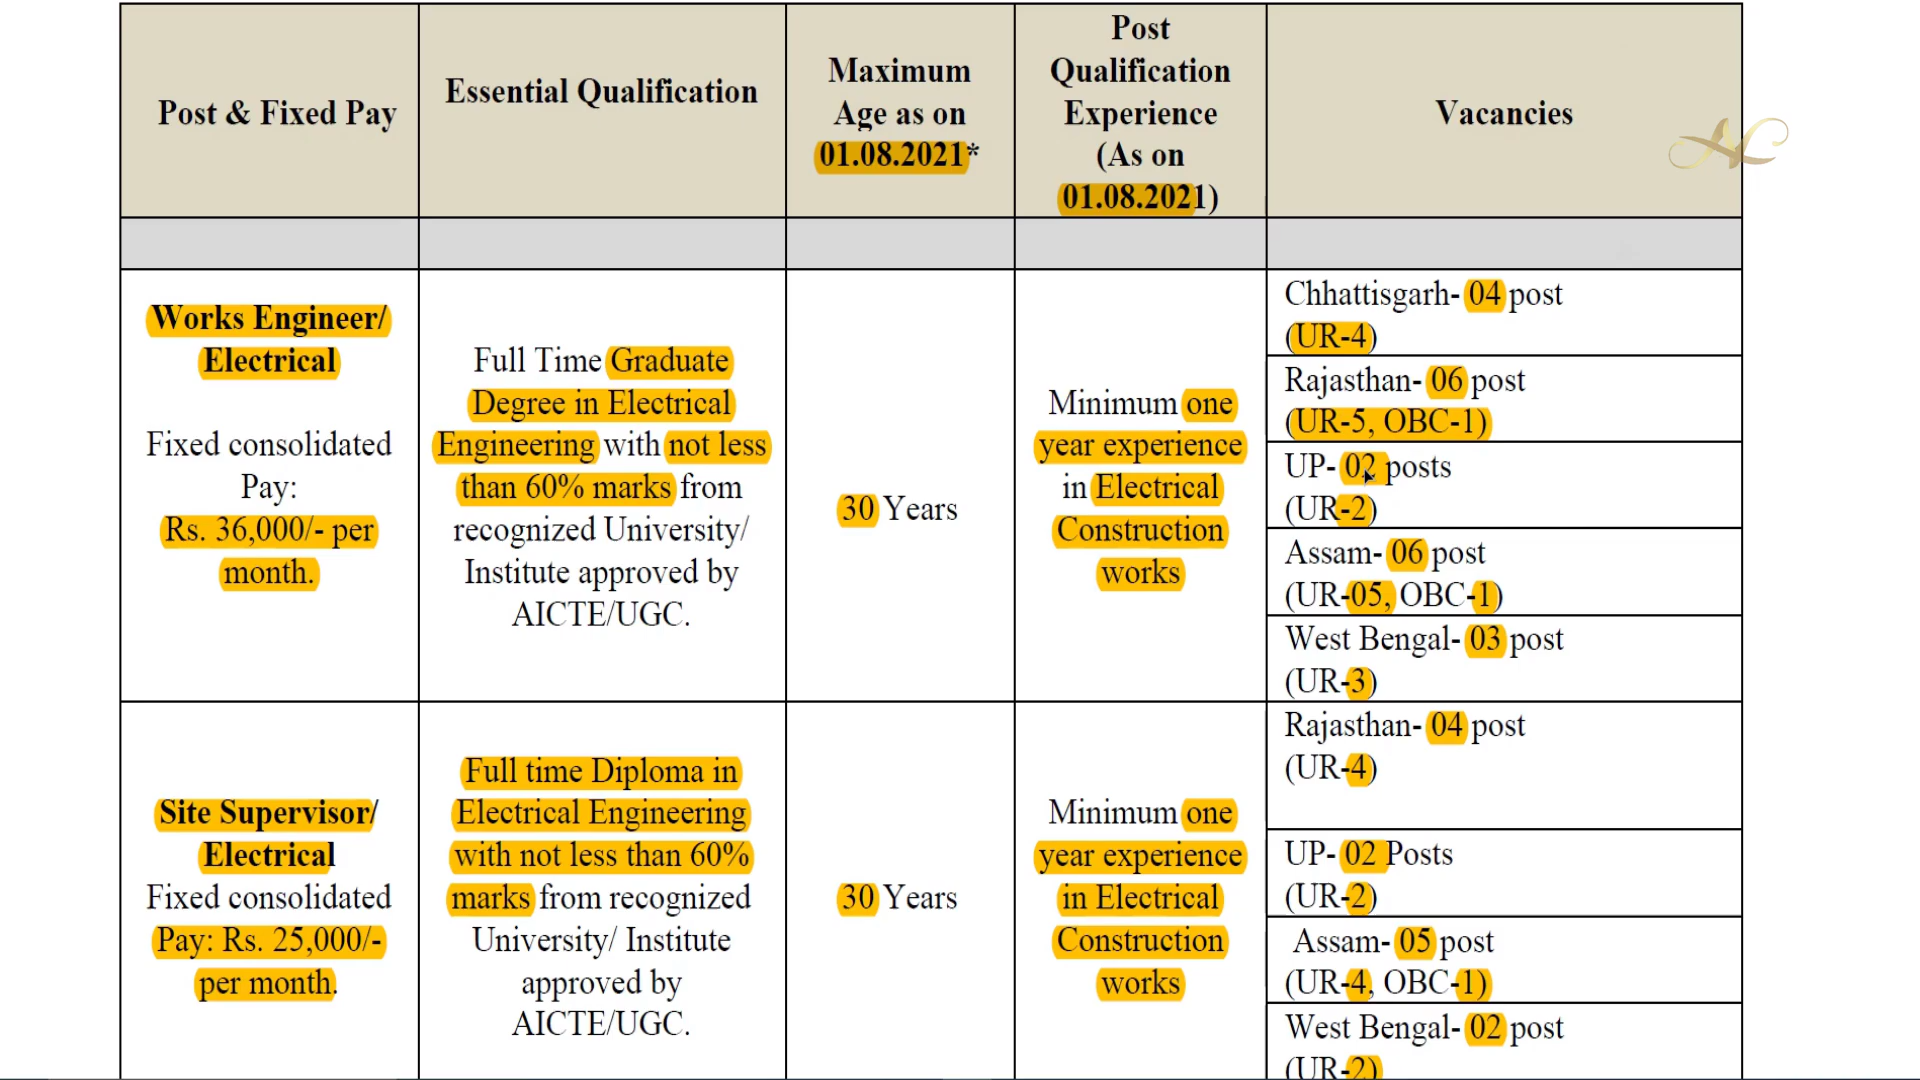 Post & Fixed Pay
Essential Qualification
Maximum
Age as on
01.08.2021*
Post
Qualification
Experience
(As on
01.08.2021)
Vacancies
Works Engineer/
Electrical
Fixed consolidated
Pay:
Rs. 36,000/- per
month.
Full Time Graduate
Degree in Electrical
Engineering with not less
than 60% marks from
recognized University/
Institute approved by
AICTE/UGC.
30 Years
Minimum one
year experience
in Electrical
Construction
works
Chhattisgarh- 04 post
(UR-4)
Rajasthan- 06 post
(UR-5, OBC-1)
UP- 02 posts
(UR-2)
Assam- 06 post
(UR-05, OBC-1)
West Bengal- 03 post
(UR-3)
Site Supervisor/
Electrical
Fixed consolidated
Pay: Rs. 25,000/-
per month.
Full time Diploma in
Electrical Engineering
with not less than 60%
marks from recognized
University/ Institute
approved by
AICTE/UGC.
30 Years
Minimum one
year experience
in Electrical
Construction
works
Rajasthan- 04 post
(UR-4)
UP- 02 Posts
(UR-2)
Assam- 05 post
(UR-4, OBC-1)
West Bengal- 02 post
(UR-2)